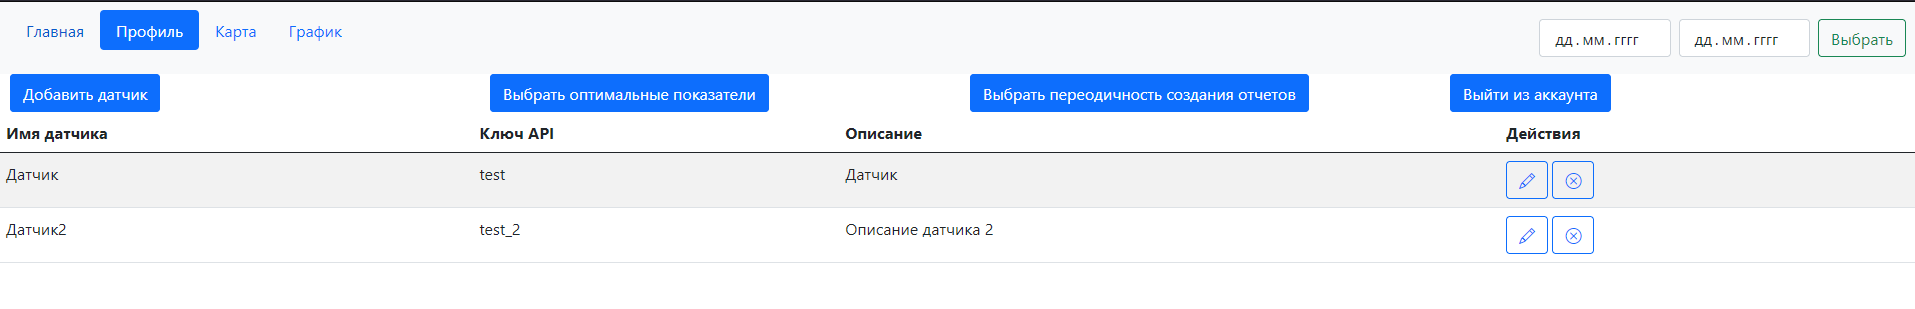 Главная Профиль Карта График дд.мм.гггг дд.мм.гггг Выбрать
Добавить датчик Выбрать оптимальные показатели Выбрать переодичность создания отчетов Выйти из аккаунта
Имя датчика Ключ API Описание Действия
Датчик test Датчик
Датчик2 test_2 Описание датчика 2